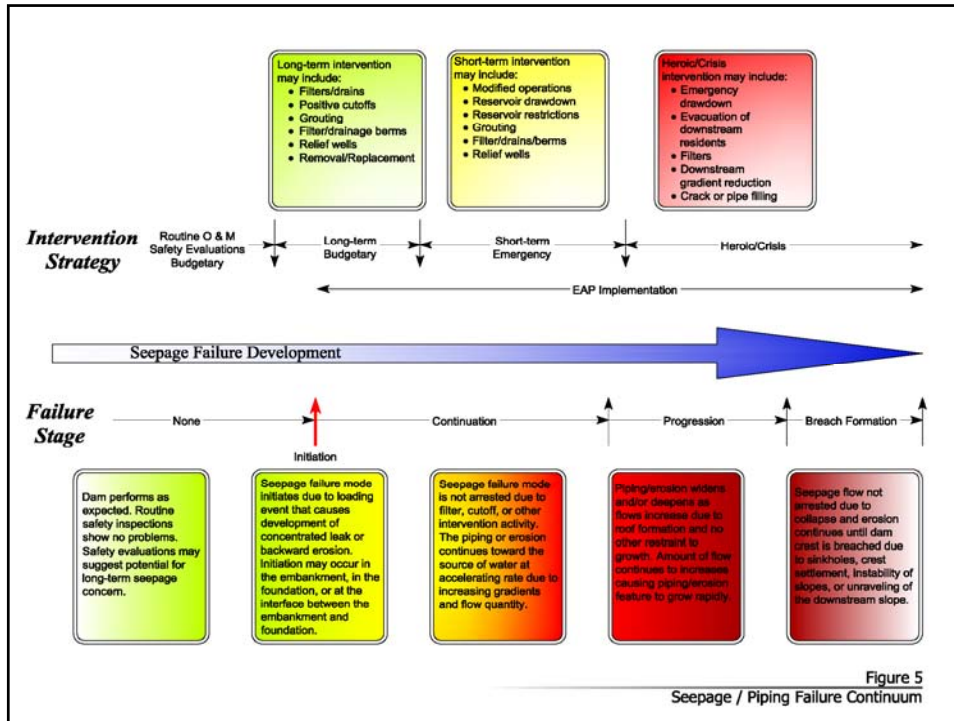 Long-term intervention
may include:
• Filters/drains
• Positive cutoffs
• Grouting
• Filter/drainage berms
• Relief wells
• Removal/Replacement
Short-term intervention
may include:
• Modified operations
• Reservoir drawdown
• Reservoir restrictions
• Grouting
• Filter/drains/berms
• Relief wells
Heroic/Crisis
intervention may include:
• Emergency
drawdown
• Evacuation of
downstream
residents
• Filters
• Downstream
gradient reduction
• Crack or pipe filling
Intervention
Strategy
Routine O & M
Safety Evaluations
Budgetary
Long-term
Budgetary
Short-term
Emergency
Heroic/Crisis
EAP Implementation
Seepage Failure Development
Failure
Stage
None
Initiation
Continuation
Progression
Breach Formation
Dam performs as
expected. Routine
safety inspections
show no problems.
Safety evaluations may
suggest potential for
long-term seepage
concern.
Seepage failure mode
initiates due to loading
event that causes
development of
concentrated leak or
backward erosion.
Initiation may occur in
the embankment, in the
foundation, or at the
interface between the
embankment and
foundation.
Seepage failure mode
is not arrested due to
filter, cutoff, or other
intervention activity.
The piping or erosion
continues toward the
source of water at
accelerating rate due to
increasing gradients
and flow quantity.
Piping/erosion widens
and/or deepens as
flows increase due to
roof formation and no
other restraint to
growth. Amount of flow
continues to increases
causing piping/erosion
feature to grow rapidly.
Seepage flow not
arrested due to
collapse and erosion
continues until dam
crest is breached due
to sinkholes, crest
settlement, instability of
slopes, or unraveling of
the downstream slope.
Figure 5
Seepage / Piping Failure Continuum